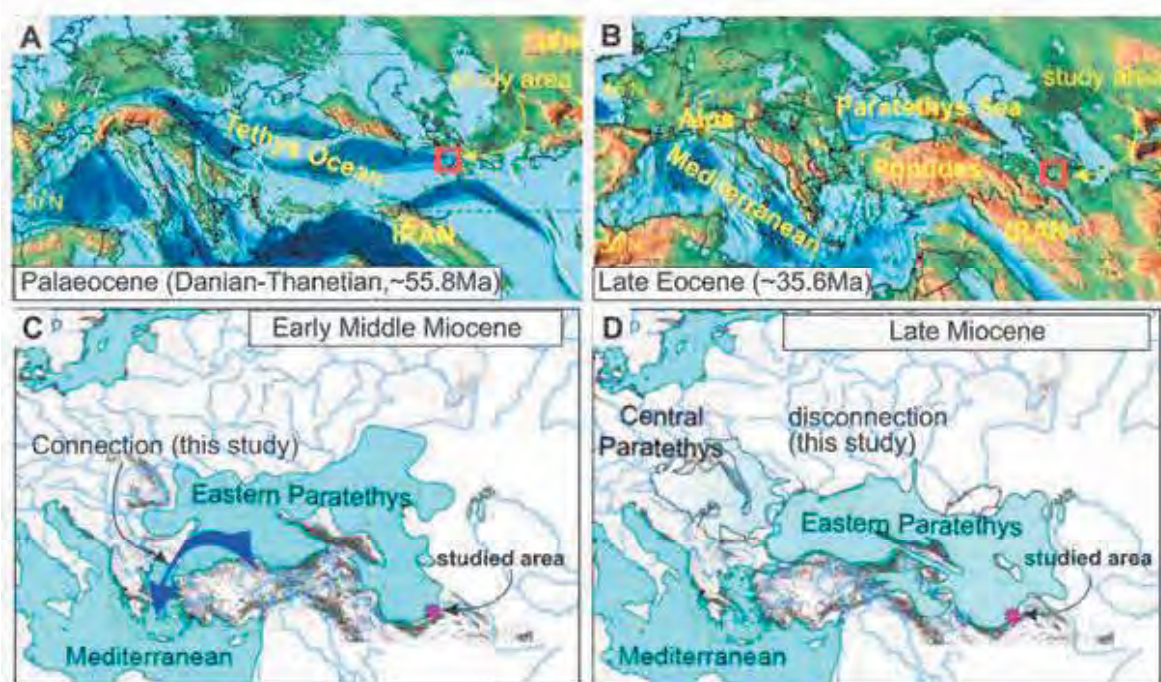 A
study area
Tethys Ocean
30°N
IRAN
Palaeocene (Danian-Thanetian,~55.8Ma)
B
study area
Paratethys Sea
Alps
Pontides
Mediterranean
IRAN
Late Eocene (~35.6Ma)
C
Early Middle Miocene
Connection (this study)
Eastern Paratethys
studied area
Mediterranean
D
Late Miocene
Central
Paratethys
disconnection
(this study)
Eastern Paratethys
studied area
Mediterranean